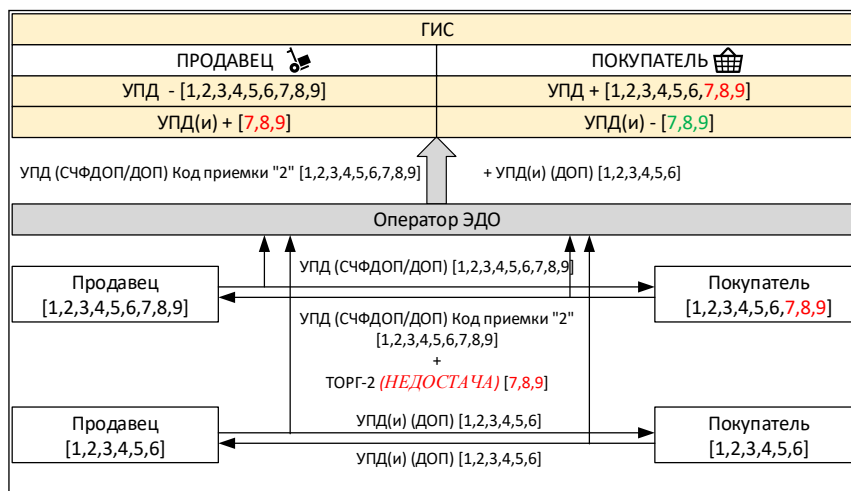 ГИС
ПРОДАВЕЦ
ПОКУПАТЕЛЬ
УПД - [1,2,3,4,5,6,7,8,9]
УПД + [1,2,3,4,5,6,7,8,9]
УПД(и) + [7,8,9]
УПД(и) - [7,8,9]
УПД (СЧФДОП/ДОП) Код приемки "2" [1,2,3,4,5,6,7,8,9]
+ УПД(и) (ДОП) [1,2,3,4,5,6]
Оператор ЭДО
УПД (СЧФДОП/ДОП) [1,2,3,4,5,6,7,8,9]
Продавец
[1,2,3,4,5,6,7,8,9]
Покупатель
[1,2,3,4,5,6,7,8,9]
УПД (СЧФДОП/ДОП) Код приемки "2"
[1,2,3,4,5,6,7,8,9]
+
ТОРГ-2 (НЕДОСТАЧА) [7,8,9]
УПД(и) (ДОП) [1,2,3,4,5,6]
Продавец
[1,2,3,4,5,6]
Покупатель
[1,2,3,4,5,6]
УПД(и) (ДОП) [1,2,3,4,5,6]